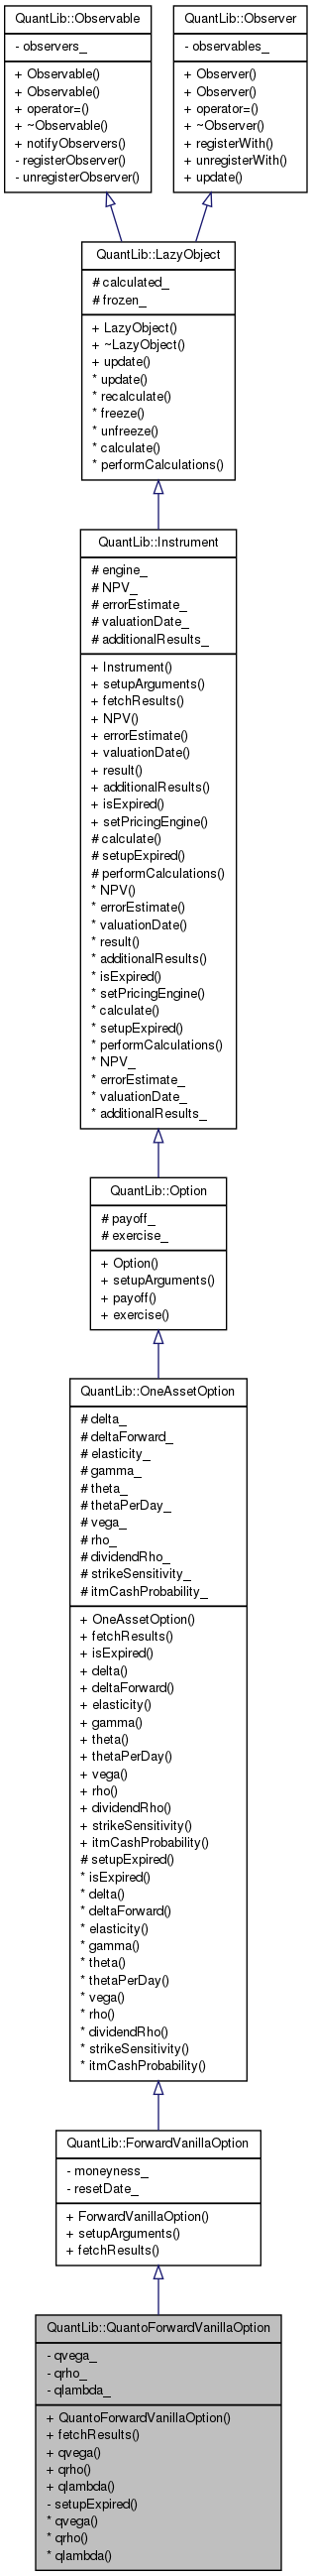 QuantLib::Observable
- observers_
+ Observable()
+ Observable()
+ operator=()
+ ~Observable()
+ notifyObservers()
- registerObserver()
- unregisterObserver()
QuantLib::Observer
- observables_
+ Observer()
+ Observer()
+ operator=()
+ ~Observer()
+ registerWith()
+ unregisterWith()
+ update()
QuantLib::LazyObject
# calculated_
# frozen_
+ LazyObject()
+ ~LazyObject()
+ update()
* update()
* recalculate()
* freeze()
* unfreeze()
* calculate()
* performCalculations()
QuantLib::Instrument
# engine_
# NPV_
# errorEstimate_
# valuationDate_
# additionalResults_
+ Instrument()
+ setupArguments()
+ fetchResults()
+ NPV()
+ errorEstimate()
+ valuationDate()
+ result()
+ additionalResults()
+ isExpired()
+ setPricingEngine()
# calculate()
# setupExpired()
# performCalculations()
* NPV()
* errorEstimate()
* valuationDate()
* result()
* additionalResults()
* isExpired()
* setPricingEngine()
* calculate()
* setupExpired()
* performCalculations()
* NPV_
* errorEstimate_
* valuationDate_
* additionalResults_
QuantLib::Option
# payoff_
# exercise_
+ Option()
+ setupArguments()
+ payoff()
+ exercise()
QuantLib::OneAssetOption
# delta_
# deltaForward_
# elasticity_
# gamma_
# theta_
# thetaPerDay_
# vega_
# rho_
# dividendRho_
# strikeSensitivity_
# itmCashProbability_
+ OneAssetOption()
+ fetchResults()
+ isExpired()
+ delta()
+ deltaForward()
+ elasticity()
+ gamma()
+ theta()
+ thetaPerDay()
+ vega()
+ rho()
+ dividendRho()
+ strikeSensitivity()
+ itmCashProbability()
# setupExpired()
* isExpired()
* delta()
* deltaForward()
* elasticity()
* gamma()
* theta()
* thetaPerDay()
* vega()
* rho()
* dividendRho()
* strikeSensitivity()
* itmCashProbability()
QuantLib::ForwardVanillaOption
- moneyness_
- resetDate_
+ ForwardVanillaOption()
+ setupArguments()
+ fetchResults()
QuantLib::QuantoForwardVanillaOption
- qvega_
- qrho_
- qlambda_
+ QuantoForwardVanillaOption()
+ fetchResults()
+ qvega()
+ qrho()
+ qlambda()
- setupExpired()
* qvega()
* qrho()
* qlambda()